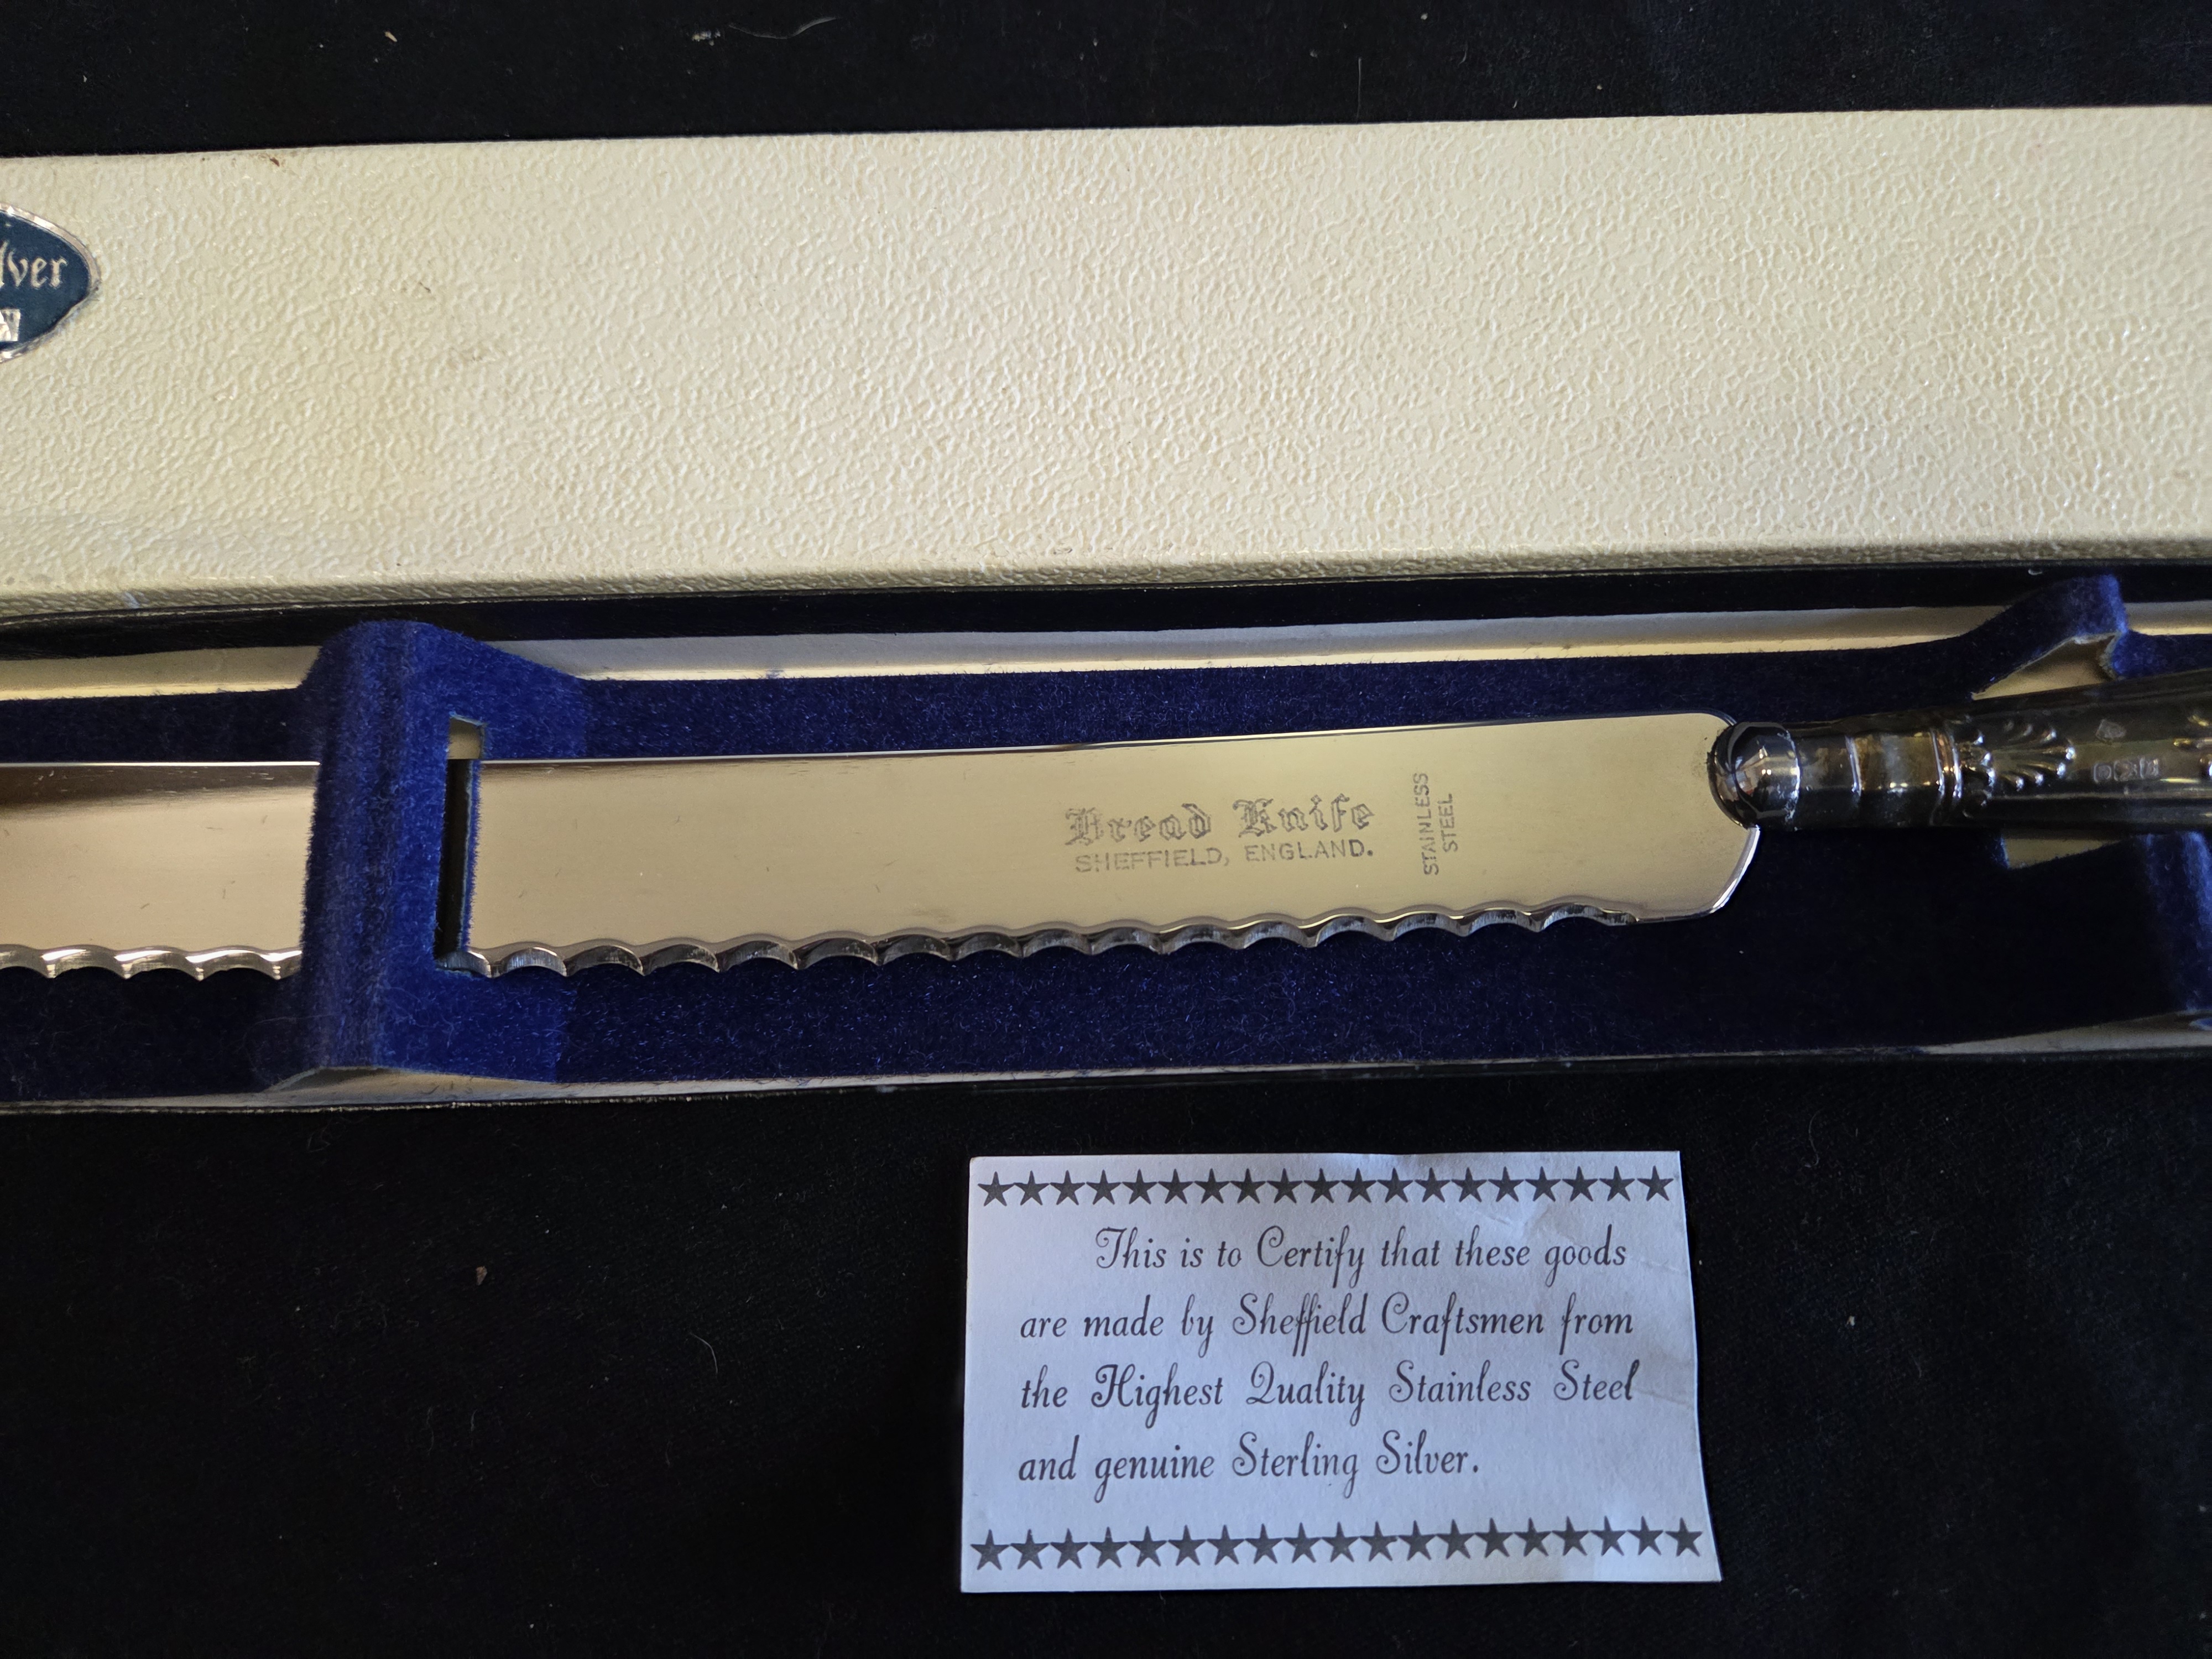 Bread Knife
SHEFFIELD, ENGLAND.
STAINLESS
STEEL
This is to Certify that these goods
are made by Sheffield Craftsmen from
the Highest Quality Stainless Steel
and genuine Sterling Silver.